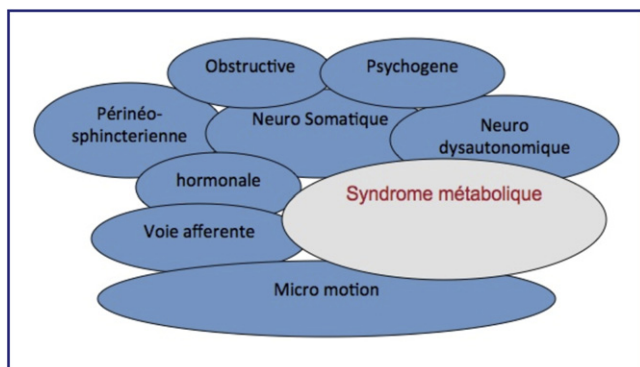 Obstructive
Psychogene
Périnéo-
sphincterienne
Neuro Somatique
Neuro
dysautonomique
hormonale
Syndrome métabolique
Voie afferente
Micro motion